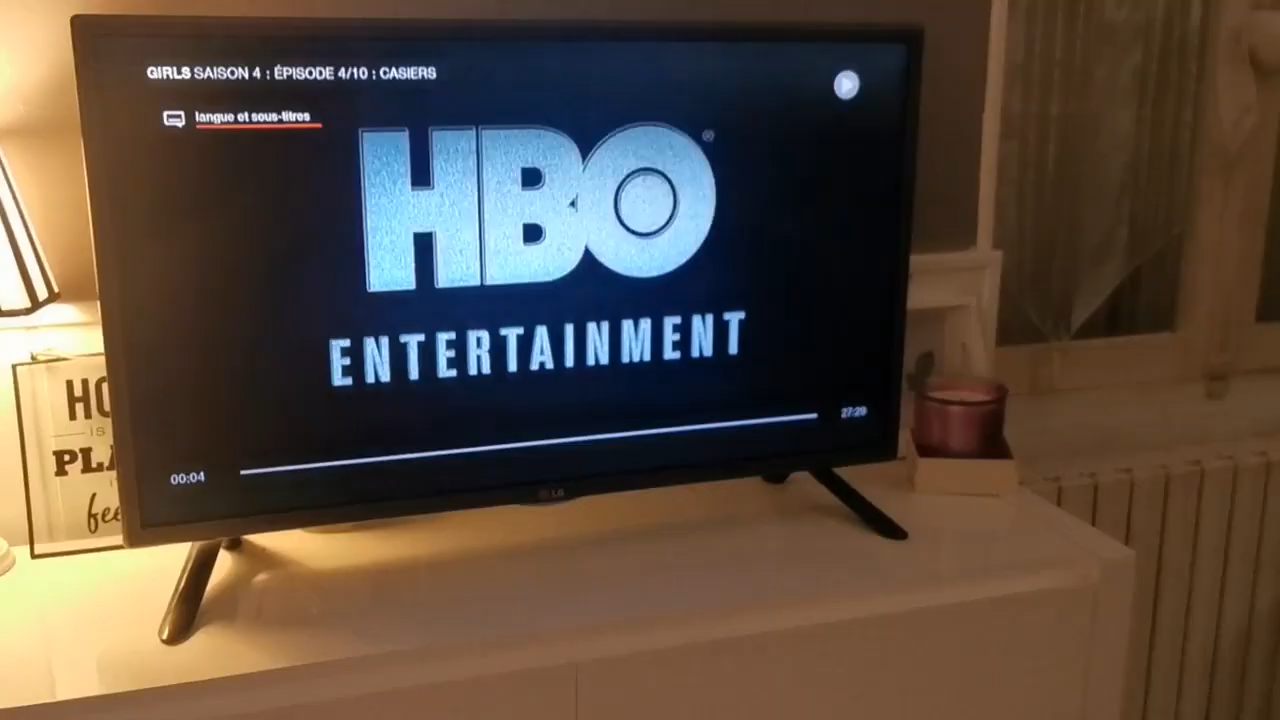 GIRLS SAISON 4 : ÉPISODE 4/10 : CASIERS
langue et sous-titres
HBO®
ENTERTAINMENT
00:04
27:29
LG
HO
IS
PLA
fee